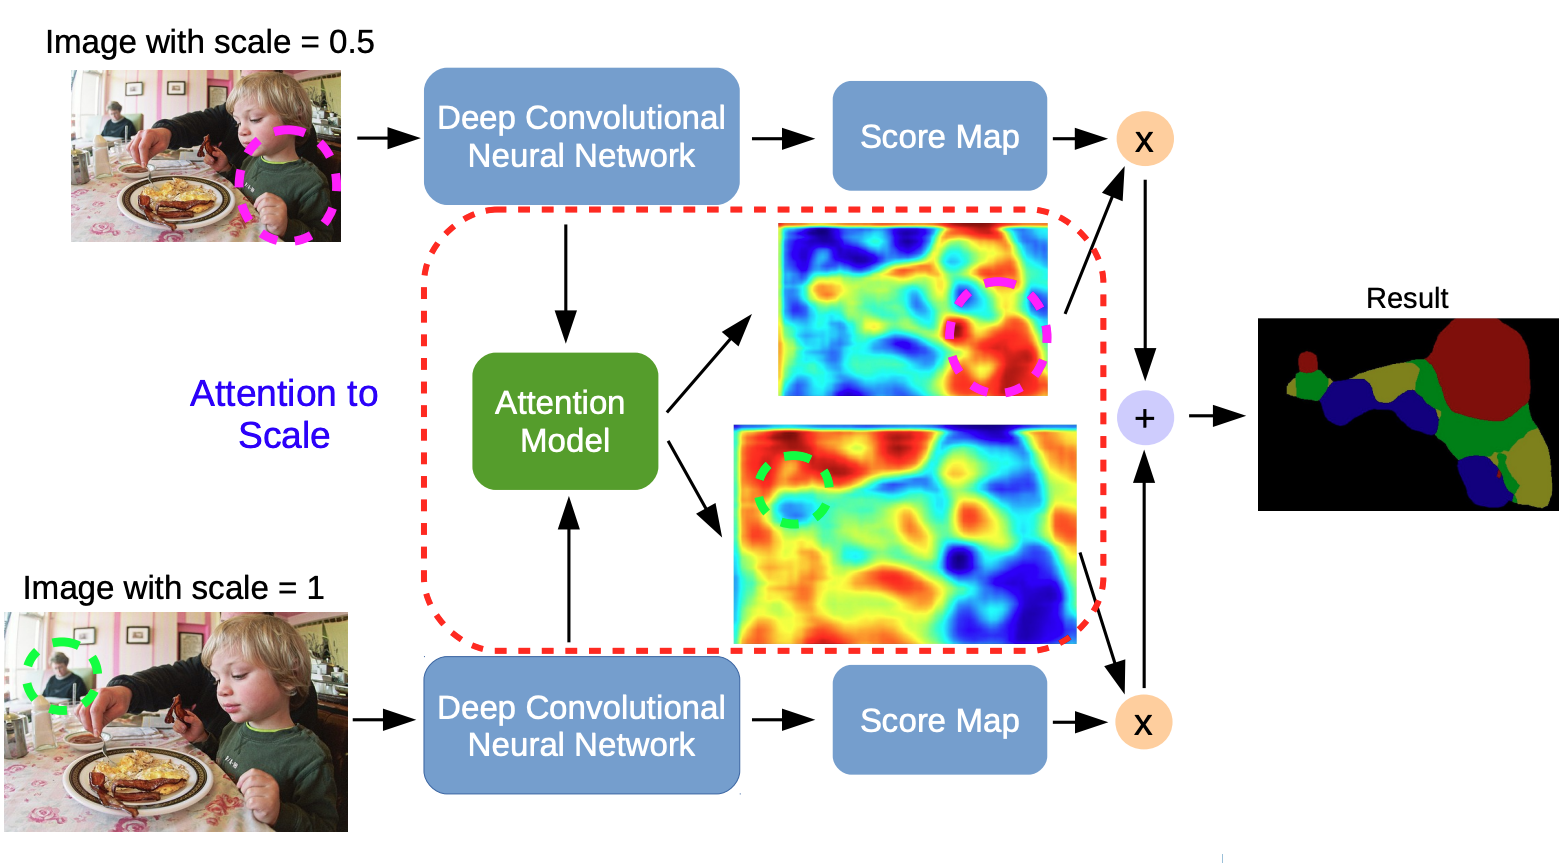 Image with scale = 0.5
Deep Convolutional
Neural Network
Score Map
x
Attention to
Scale
Attention
Model
Result
+
Image with scale = 1
Deep Convolutional
Neural Network
Score Map
x